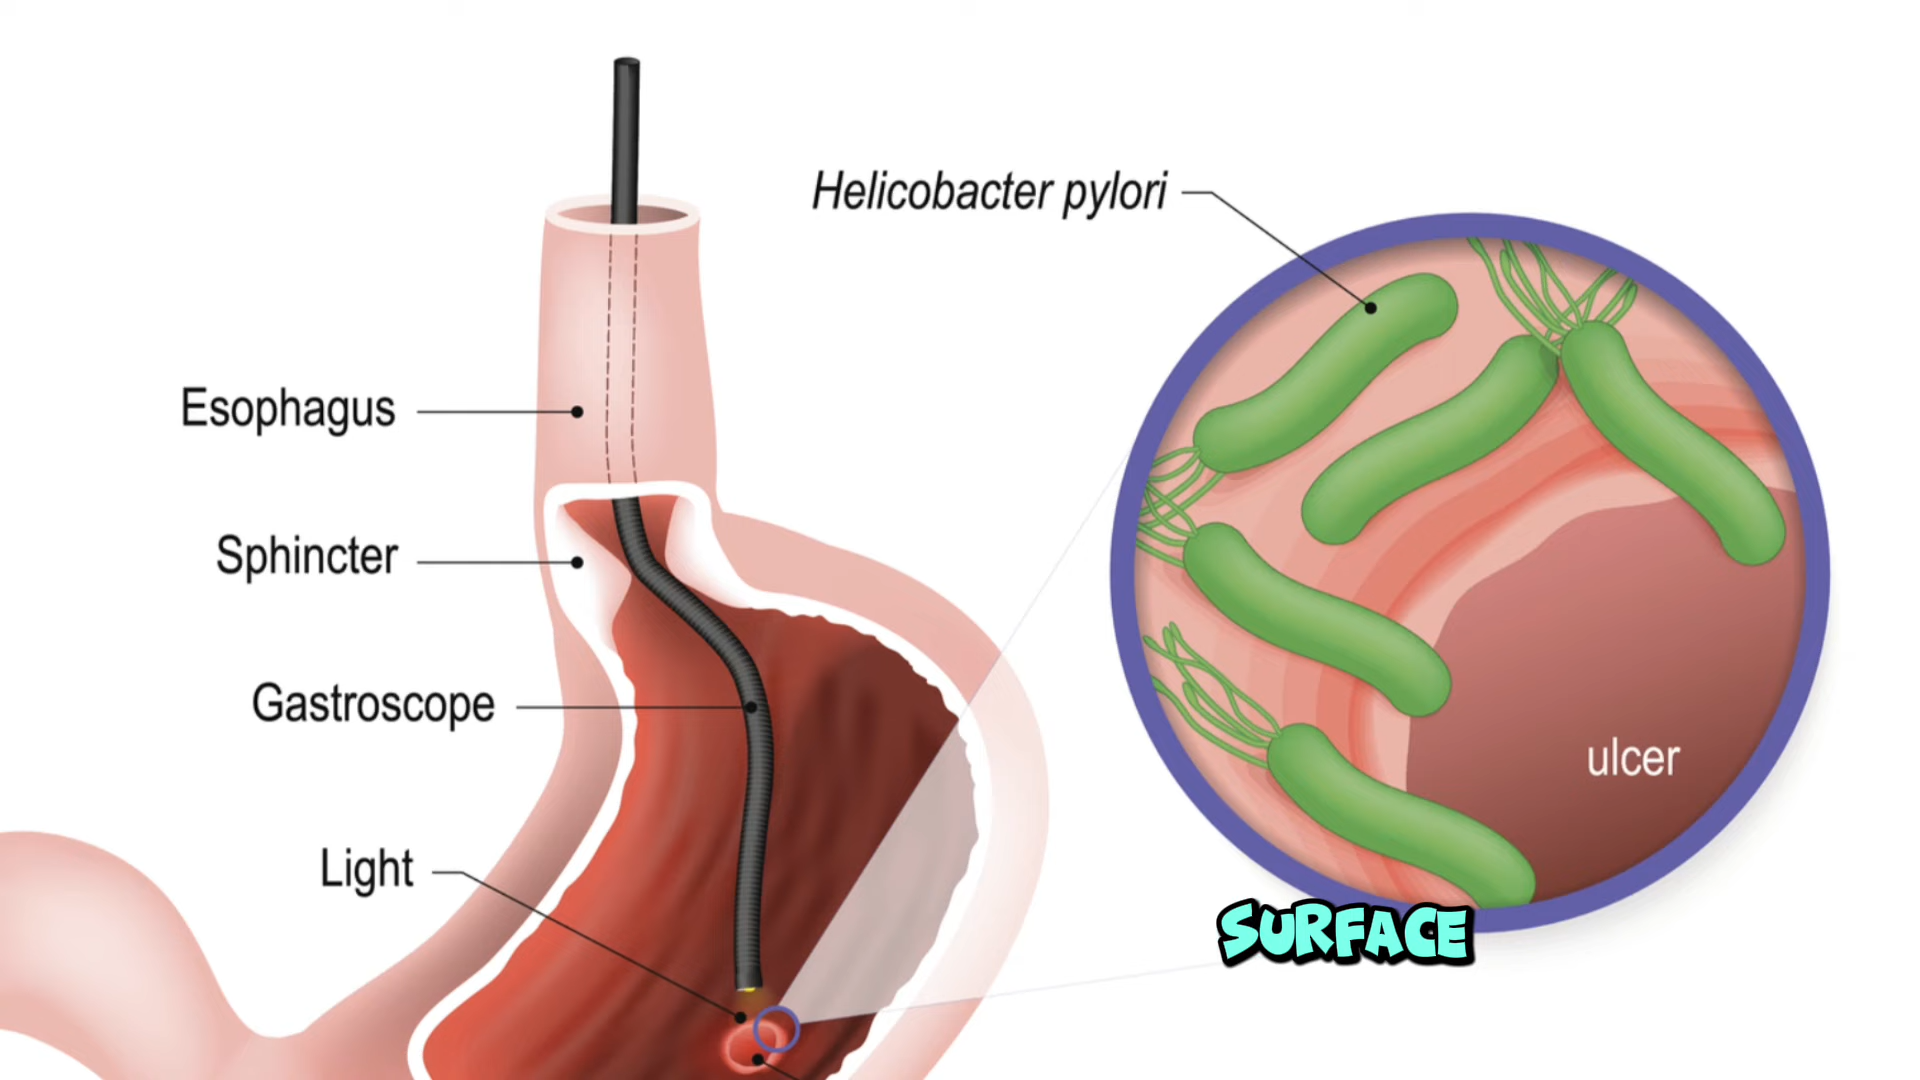 Helicobacter pylori
Esophagus
Sphincter
Gastroscope
ulcer
Light
SURFACE